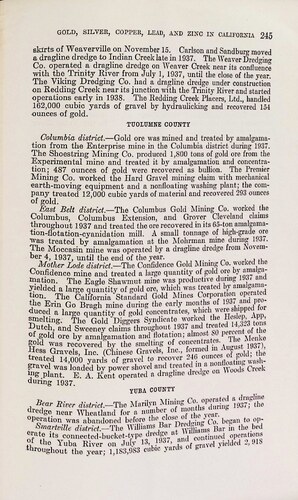 GOLD, SILVER, COPPER, LEAD, AND ZINC IN CALIFORNIA 245
skirts of Weaverville on November 15. Carlson and Sandburg moved
a dragline dredge to Indian Creek late in 1937. The Weaver Dredging
Co. operated a dragline dredge on Weaver Creek near its confluence
with the Trinity River from July 1, 1937, until the close of the year.
The Viking Dredging Co. had a dragline dredge under construction
on Redding Creek near its junction with the Trinity River and started
operations early in 1938. The Redding Creek Placers, Ltd., handled
162,000 cubic yards of gravel by hydraulicking and recovered 154
ounces of gold.
TUOLUMNE COUNTY
Columbia district.—Gold ore was mined and treated by amalgama-
tion from the Enterprise mine in the Columbia district during 1937.
The Shoestring Mining Co. produced 1,800 tons of gold ore from the
Experimental mine and treated it by amalgamation and concentra-
tion; 487 ounces of gold were recovered as bullion. The Premier
Mining Co. worked the Hard Gravel mining claim with mechanical
earth-moving equipment and a nonfloating washing plant; the com-
pany treated 12,000 cubic yards of material and recovered 293 ounces
of gold.
East Belt district.—The Columbus Gold Mining Co. worked the
Columbus, Columbus Extension, and Grover Cleveland claims
throughout 1937 and treated the ore recovered in its 65-ton amalgama-
tion-flotation-cyanidation mill. A small tonnage of high-grade ore
was treated by amalgamation at the Mohrman mine during 1937.
The Moccasin mine was operated by a dragline dredge from Novem-
ber 4, 1937, until the end of the year.
Mother Lode district.—The Confidence Gold Mining Co. worked the
Confidence mine and treated a large quantity of gold ore by amalga-
mation. The Eagle Shawmut mine was productive during 1937 and
yielded a large quantity of gold ore, which was treated by amalgama-
tion. The California Standard Gold Mines Corporation operated
the Erin Go Bragh mine during the early months of 1937 and pro-
duced a large quantity of gold concentrates, which were shipped for
smelting. The Gold Diggers Syndicate worked the Heslep, App,
Dutch, and Sweeney claims throughout 1937 and treated 14,323 tons
of gold ore by amalgamation and flotation; almost 80 percent of the
gold was recovered by the smelting of concentrates. The Menke
Hess Gravels, Inc. (Chinese Gravels, Inc., formed in August 1937),
treated 14,000 yards of gravel to recover 246 ounces of gold; the
gravel was loaded by power shovel and treated in a nonfloating wash-
ing plant. E. A. Kent operated a dragline dredge on Woods Creek
during 1937.
YUBA COUNTY
Bear River district.—The Marilyn Mining Co. operated a dragline
dredge near Wheatland for a number of months during 1937; the
operation was abandoned before the close of the year.
Smartville district.—The Williams Bar Dredging Co. began to op-
erate its connected-bucket-type dredge at Williams Bar in the bed
of the Yuba River on July 13, 1937, and continued operations
throughout the year; 1,183,983 cubic yards of gravel yielded 2,918